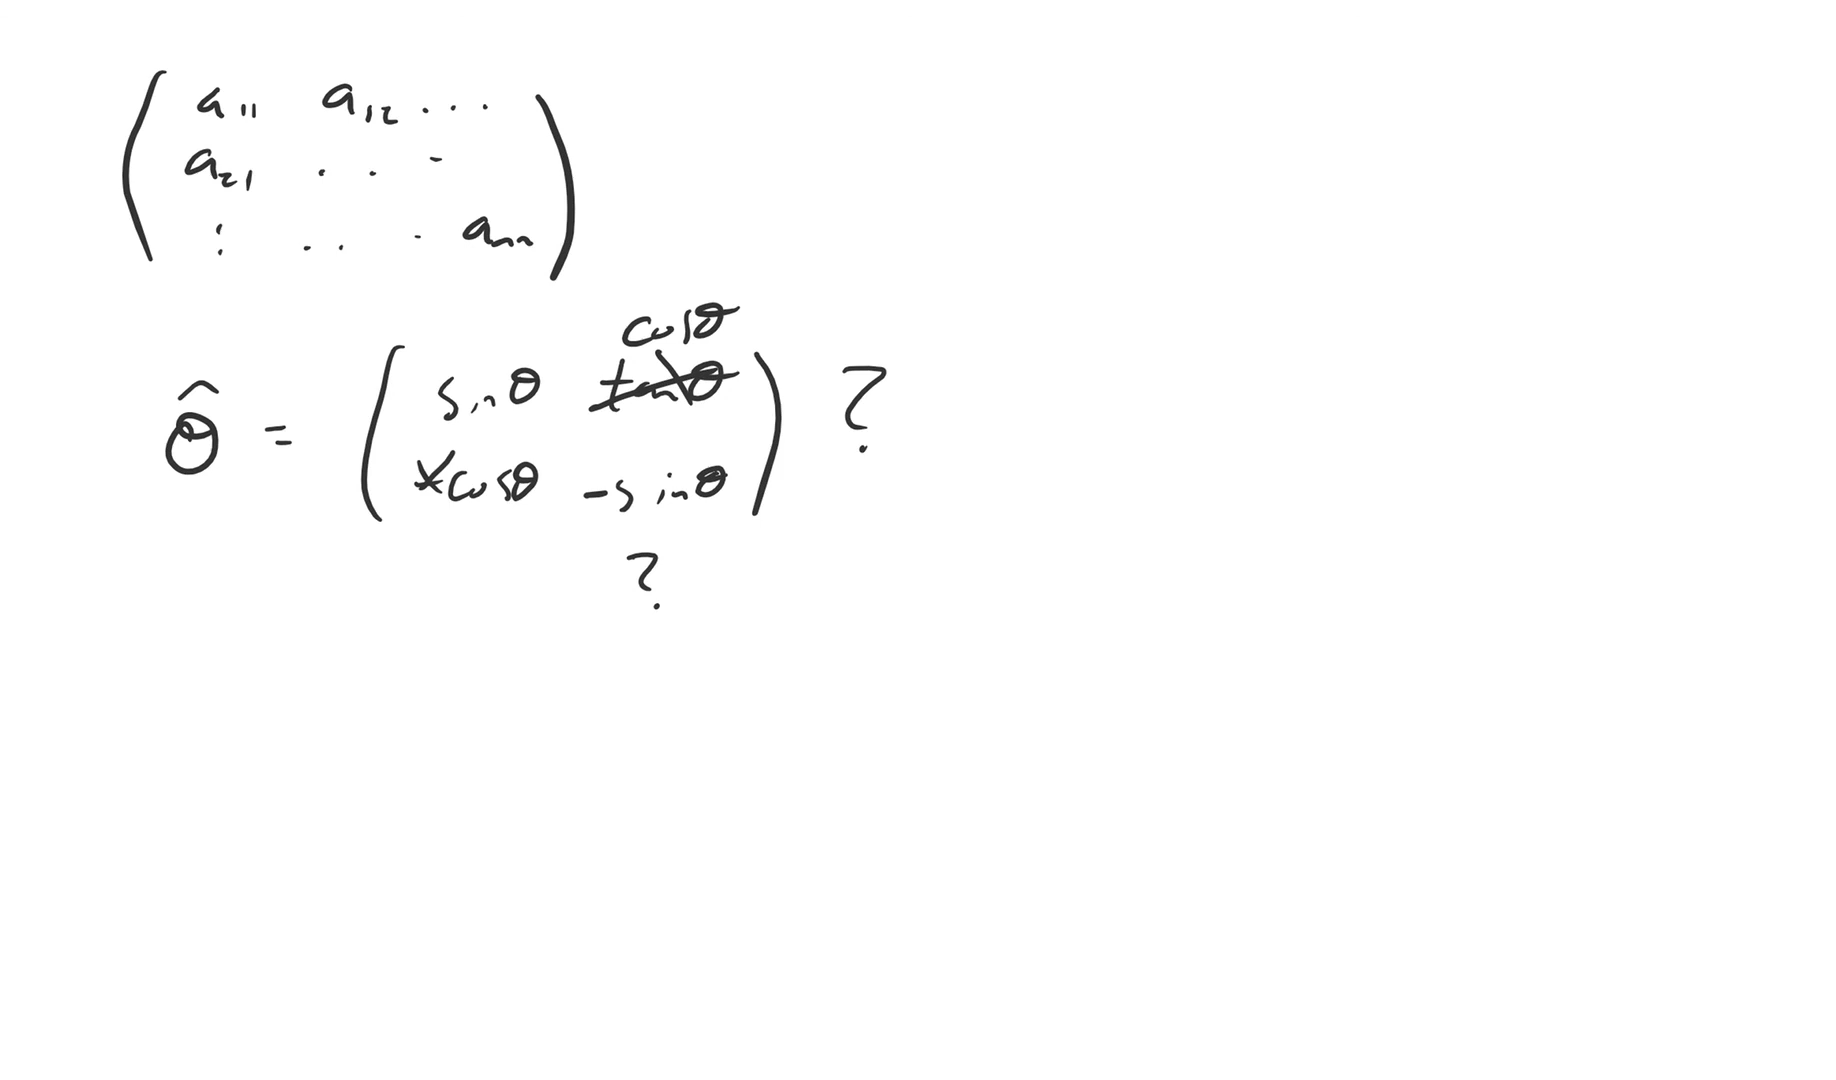 ( a₁₁ a₁₂ ... )
( a₂₁ . . - )
( ⋮ . . . aₙₙ )
cosθ
θ̂ = ( sinθ tanθ ) ?
( cosθ -sinθ )
?